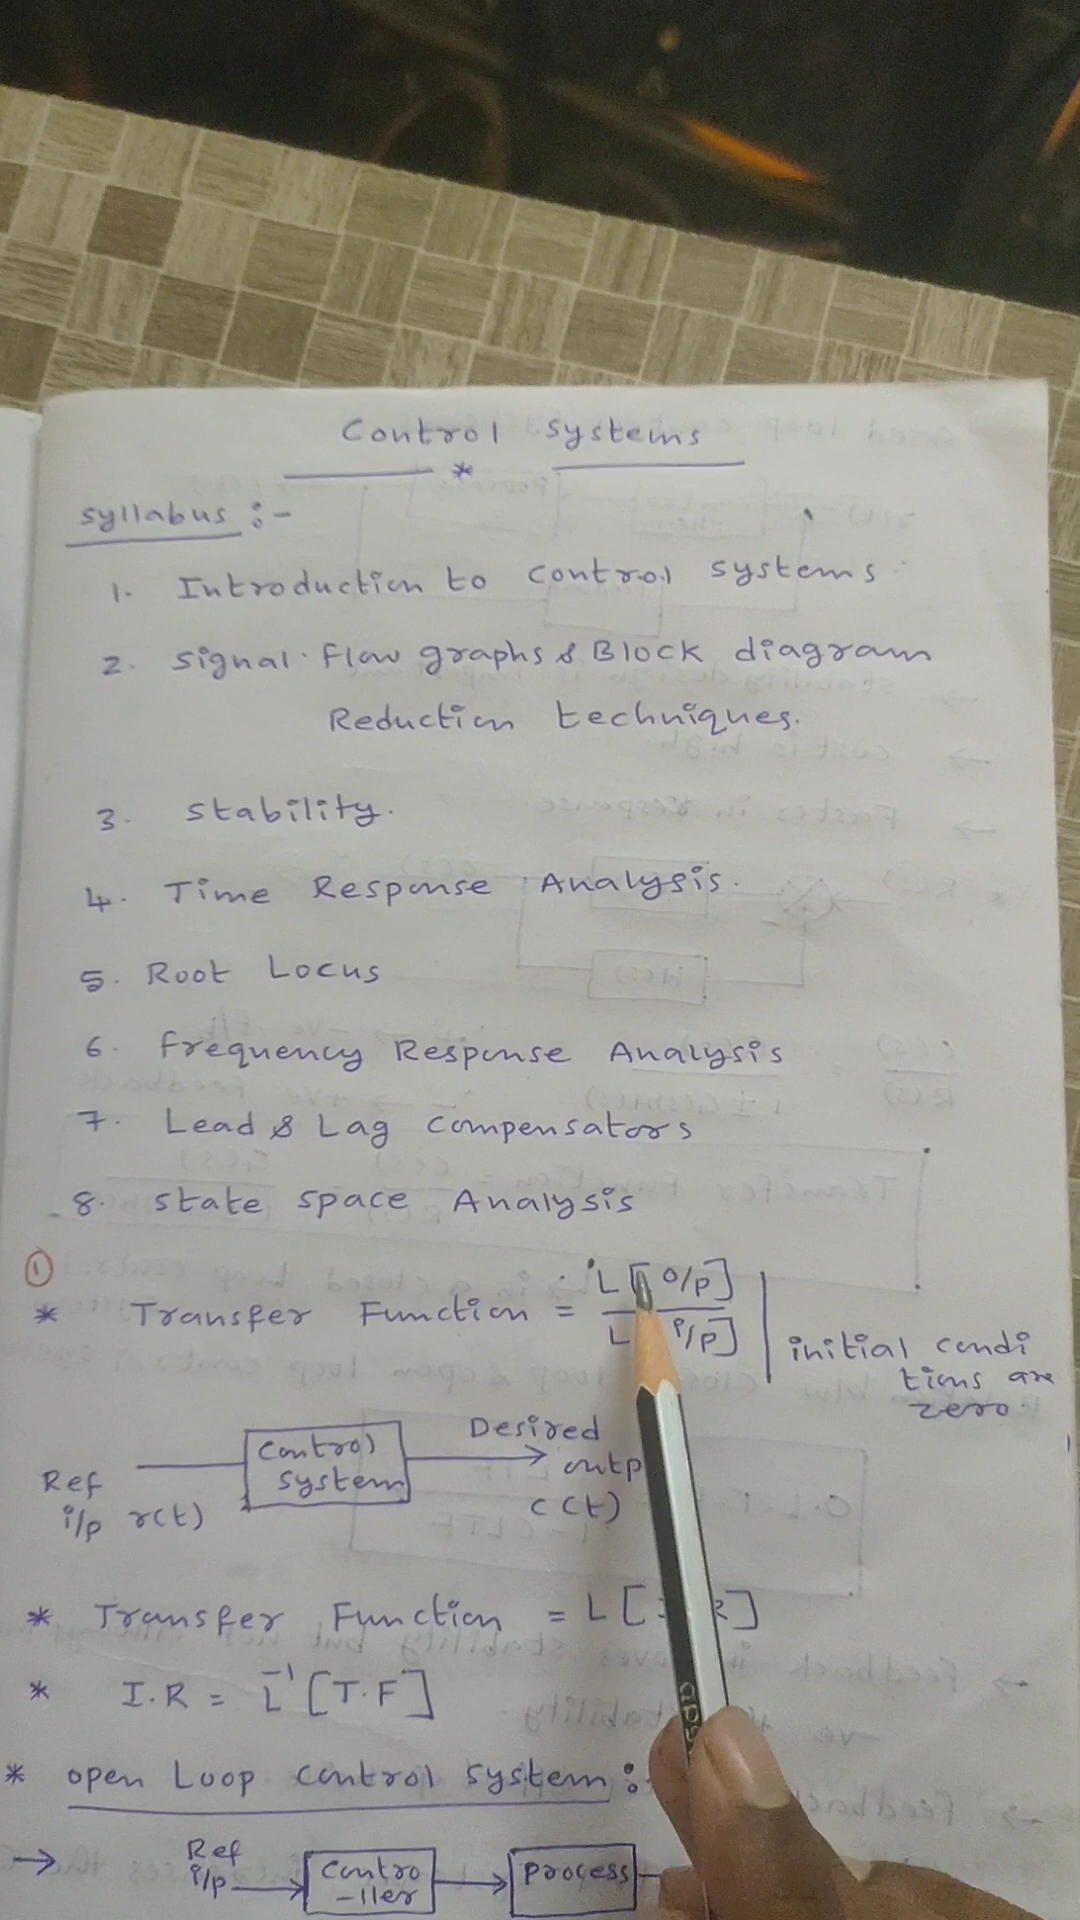 Control Systems
*
Syllabus :-
1. Introduction to control systems
2. Signal Flow graphs & Block diagram
Reduction techniques.
3. Stability.
4. Time Response Analysis.
5. Root Locus
6. Frequency Response Analysis
7. Lead & Lag compensators
8. State space Analysis
①
* Transfer Function = L[o/p] / L i/p] | initial condi
tions are
zero.
Ref
i/p r(t)
control
system
Desired
c(t)
* Transfer Function = L[ ]
* I.R = L⁻¹[T.F]
* open Loop control system :
→ Ref
i/p
contro
-ller
process